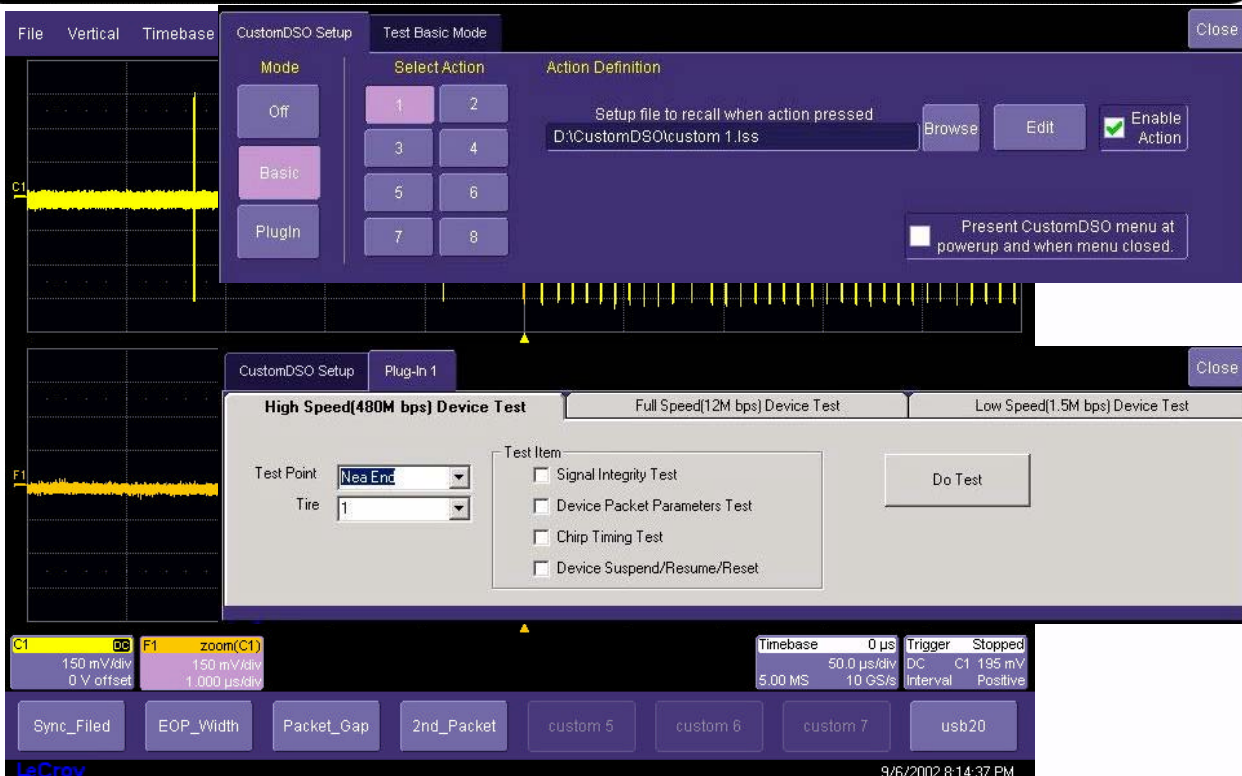 File Vertical Timebase CustomDSO Setup Test Basic Mode Close
Mode Select Action Action Definition
Off 1 2 Setup file to recall when action pressed
D:\CustomDSO\custom 1.lss Browse Edit Enable Action
3 4
Basic
5 6
PlugIn 7 8 Present CustomDSO menu at
powerup and when menu closed.
C1
CustomDSO Setup Plug-In 1 Close
High Speed(480M bps) Device Test Full Speed(12M bps) Device Test Low Speed(1.5M bps) Device Test
Test Item
Test Point Nea End Signal Integrity Test Do Test
Tire 1 Device Packet Parameters Test
Chirp Timing Test
Device Suspend/Resume/Reset
F1
C1 DC F1 zoom(C1) Timebase 0 µs Trigger Stopped
150 mV/div 150 mV/div 50.0 µs/div DC C1 195 mV
0 V offset 1.000 µs/div 5.00 MS 10 GS/s Interval Positive
Sync_Filed EOP_Width Packet_Gap 2nd_Packet custom 5 custom 6 custom 7 usb20
LeCroy 9/6/2002 8:14:37 PM